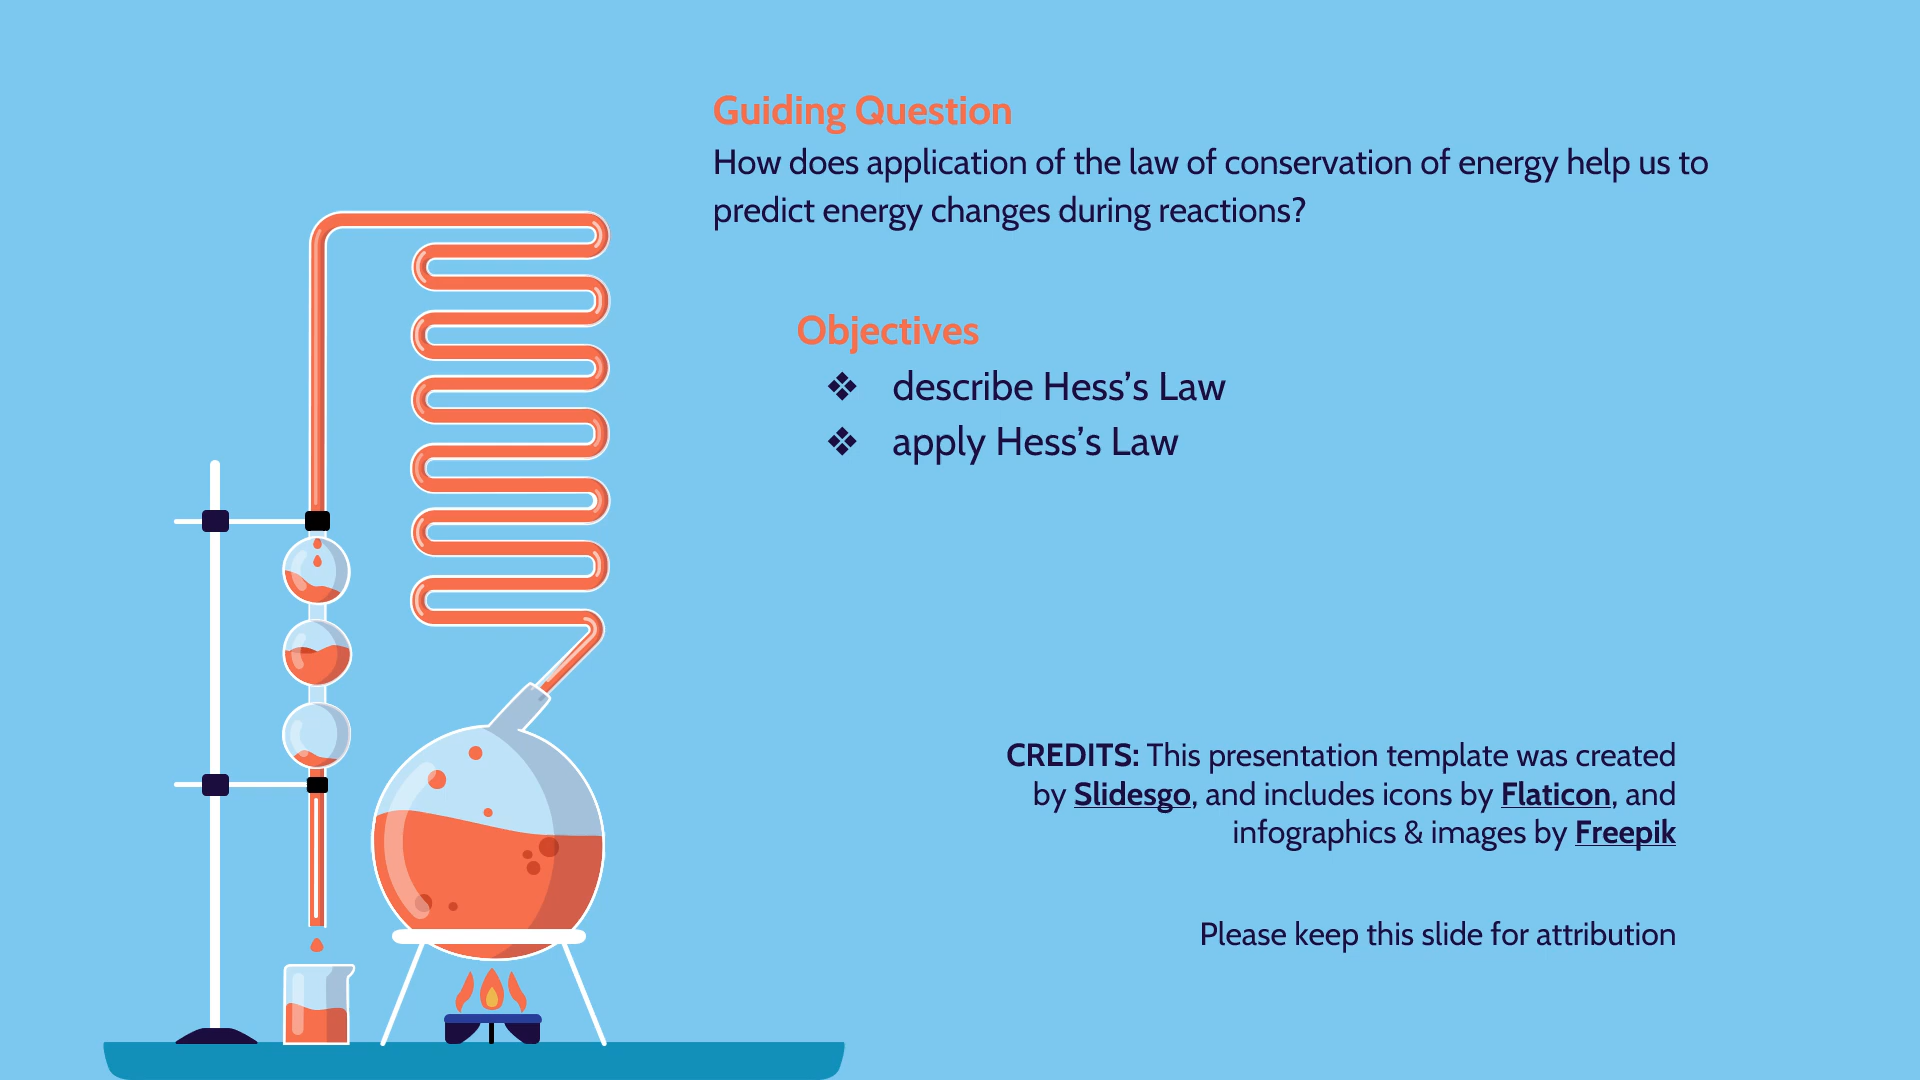 Guiding Question
How does application of the law of conservation of energy help us to
predict energy changes during reactions?
Objectives
❖ describe Hess’s Law
❖ apply Hess’s Law
CREDITS: This presentation template was created
by Slidesgo, and includes icons by Flaticon, and
infographics & images by Freepik
Please keep this slide for attribution